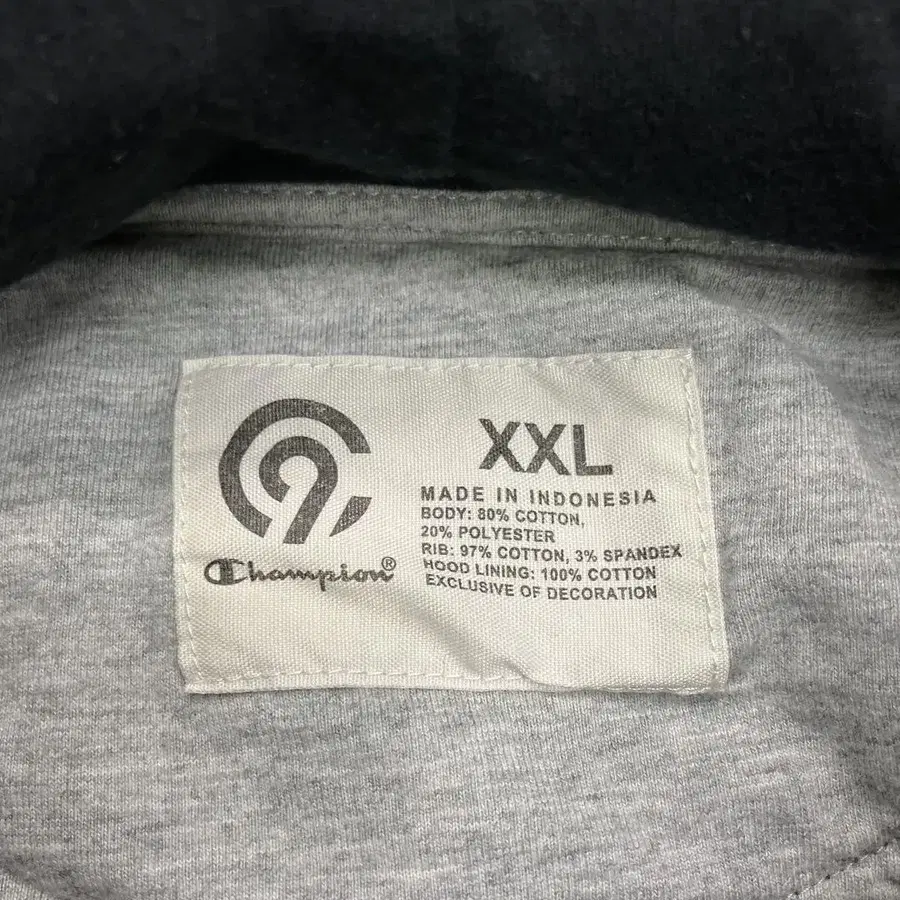 C9
Champion®
XXL
MADE IN INDONESIA
BODY: 80% COTTON,
20% POLYESTER
RIB: 97% COTTON, 3% SPANDEX
HOOD LINING: 100% COTTON
EXCLUSIVE OF DECORATION